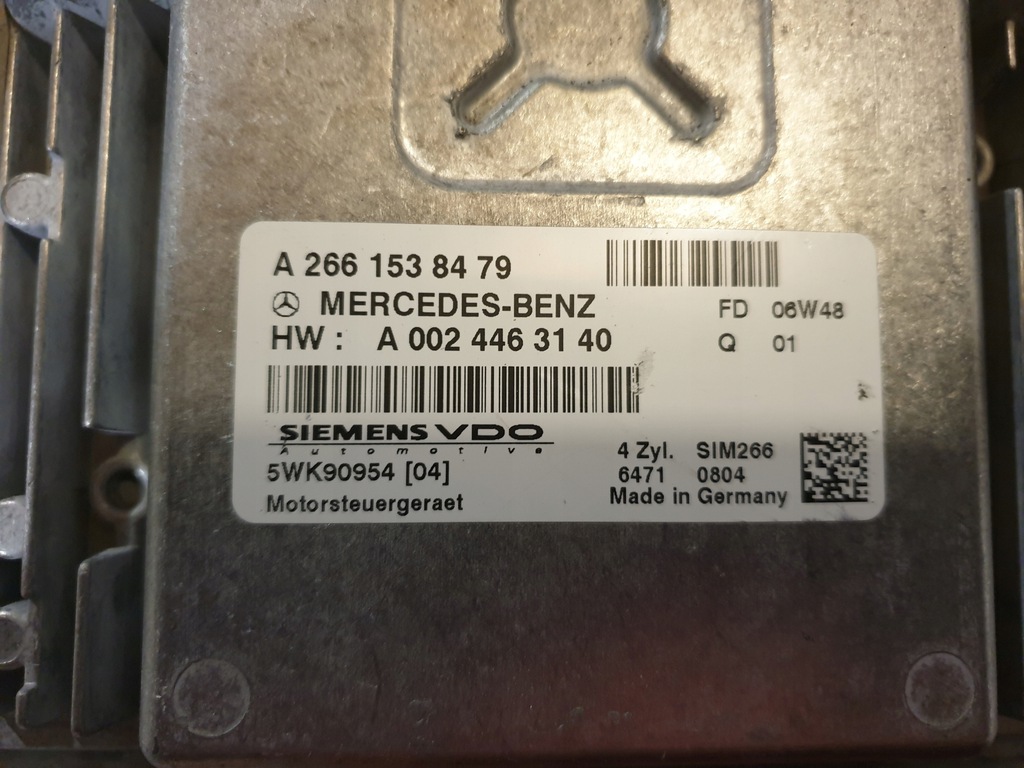 A 266 153 84 79
MERCEDES-BENZ
FD 06W48
HW : A 002 446 31 40
Q 01
SIEMENS VDO
Automotive
4 Zyl. SIM266
5WK90954 [04]
6471 0804
Motorsteuergeraet
Made in Germany